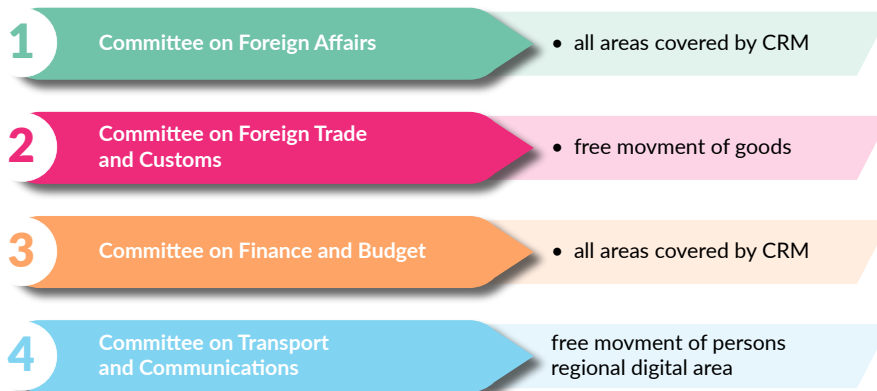 1
Committee on Foreign Affairs
• all areas covered by CRM
2
Committee on Foreign Trade
and Customs
• free movment of goods
3
Committee on Finance and Budget
• all areas covered by CRM
4
Committee on Transport
and Communications
free movment of persons
regional digital area